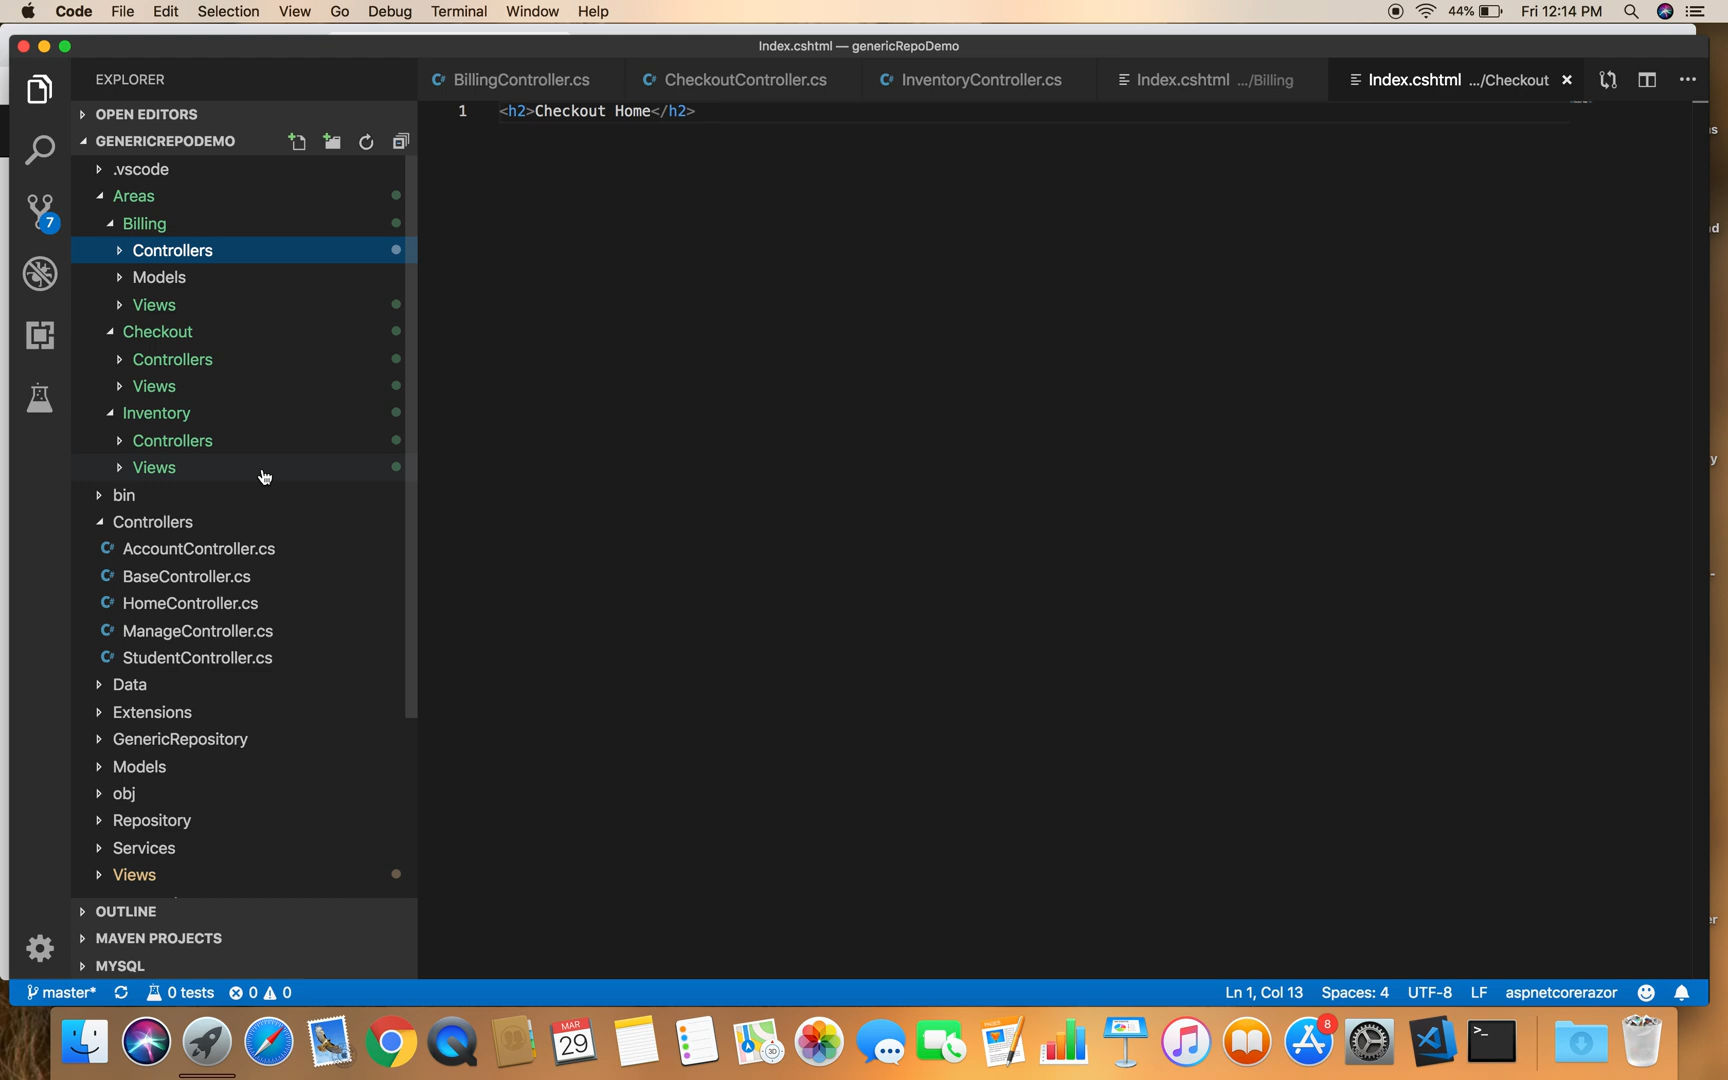 Code File Edit Selection View Go Debug Terminal Window Help 44% Fri 12:14 PM
Index.cshtml — genericRepoDemo
EXPLORER
BillingController.cs CheckoutController.cs InventoryController.cs Index.cshtml .../Billing Index.cshtml .../Checkout
OPEN EDITORS
1 <h2>Checkout Home</h2>
GENERICREPODEMO
.vscode
Areas
7
Billing
Controllers
Models
Views
Checkout
Controllers
Views
Inventory
Controllers
Views
bin
Controllers
AccountController.cs
BaseController.cs
HomeController.cs
ManageController.cs
StudentController.cs
Data
Extensions
GenericRepository
Models
obj
Repository
Services
Views
OUTLINE
MAVEN PROJECTS
MYSQL
master* 0 tests 0 0 Ln 1, Col 13 Spaces: 4 UTF-8 LF aspnetcorerazor
MAR
29
3D
PAGES
8
>_